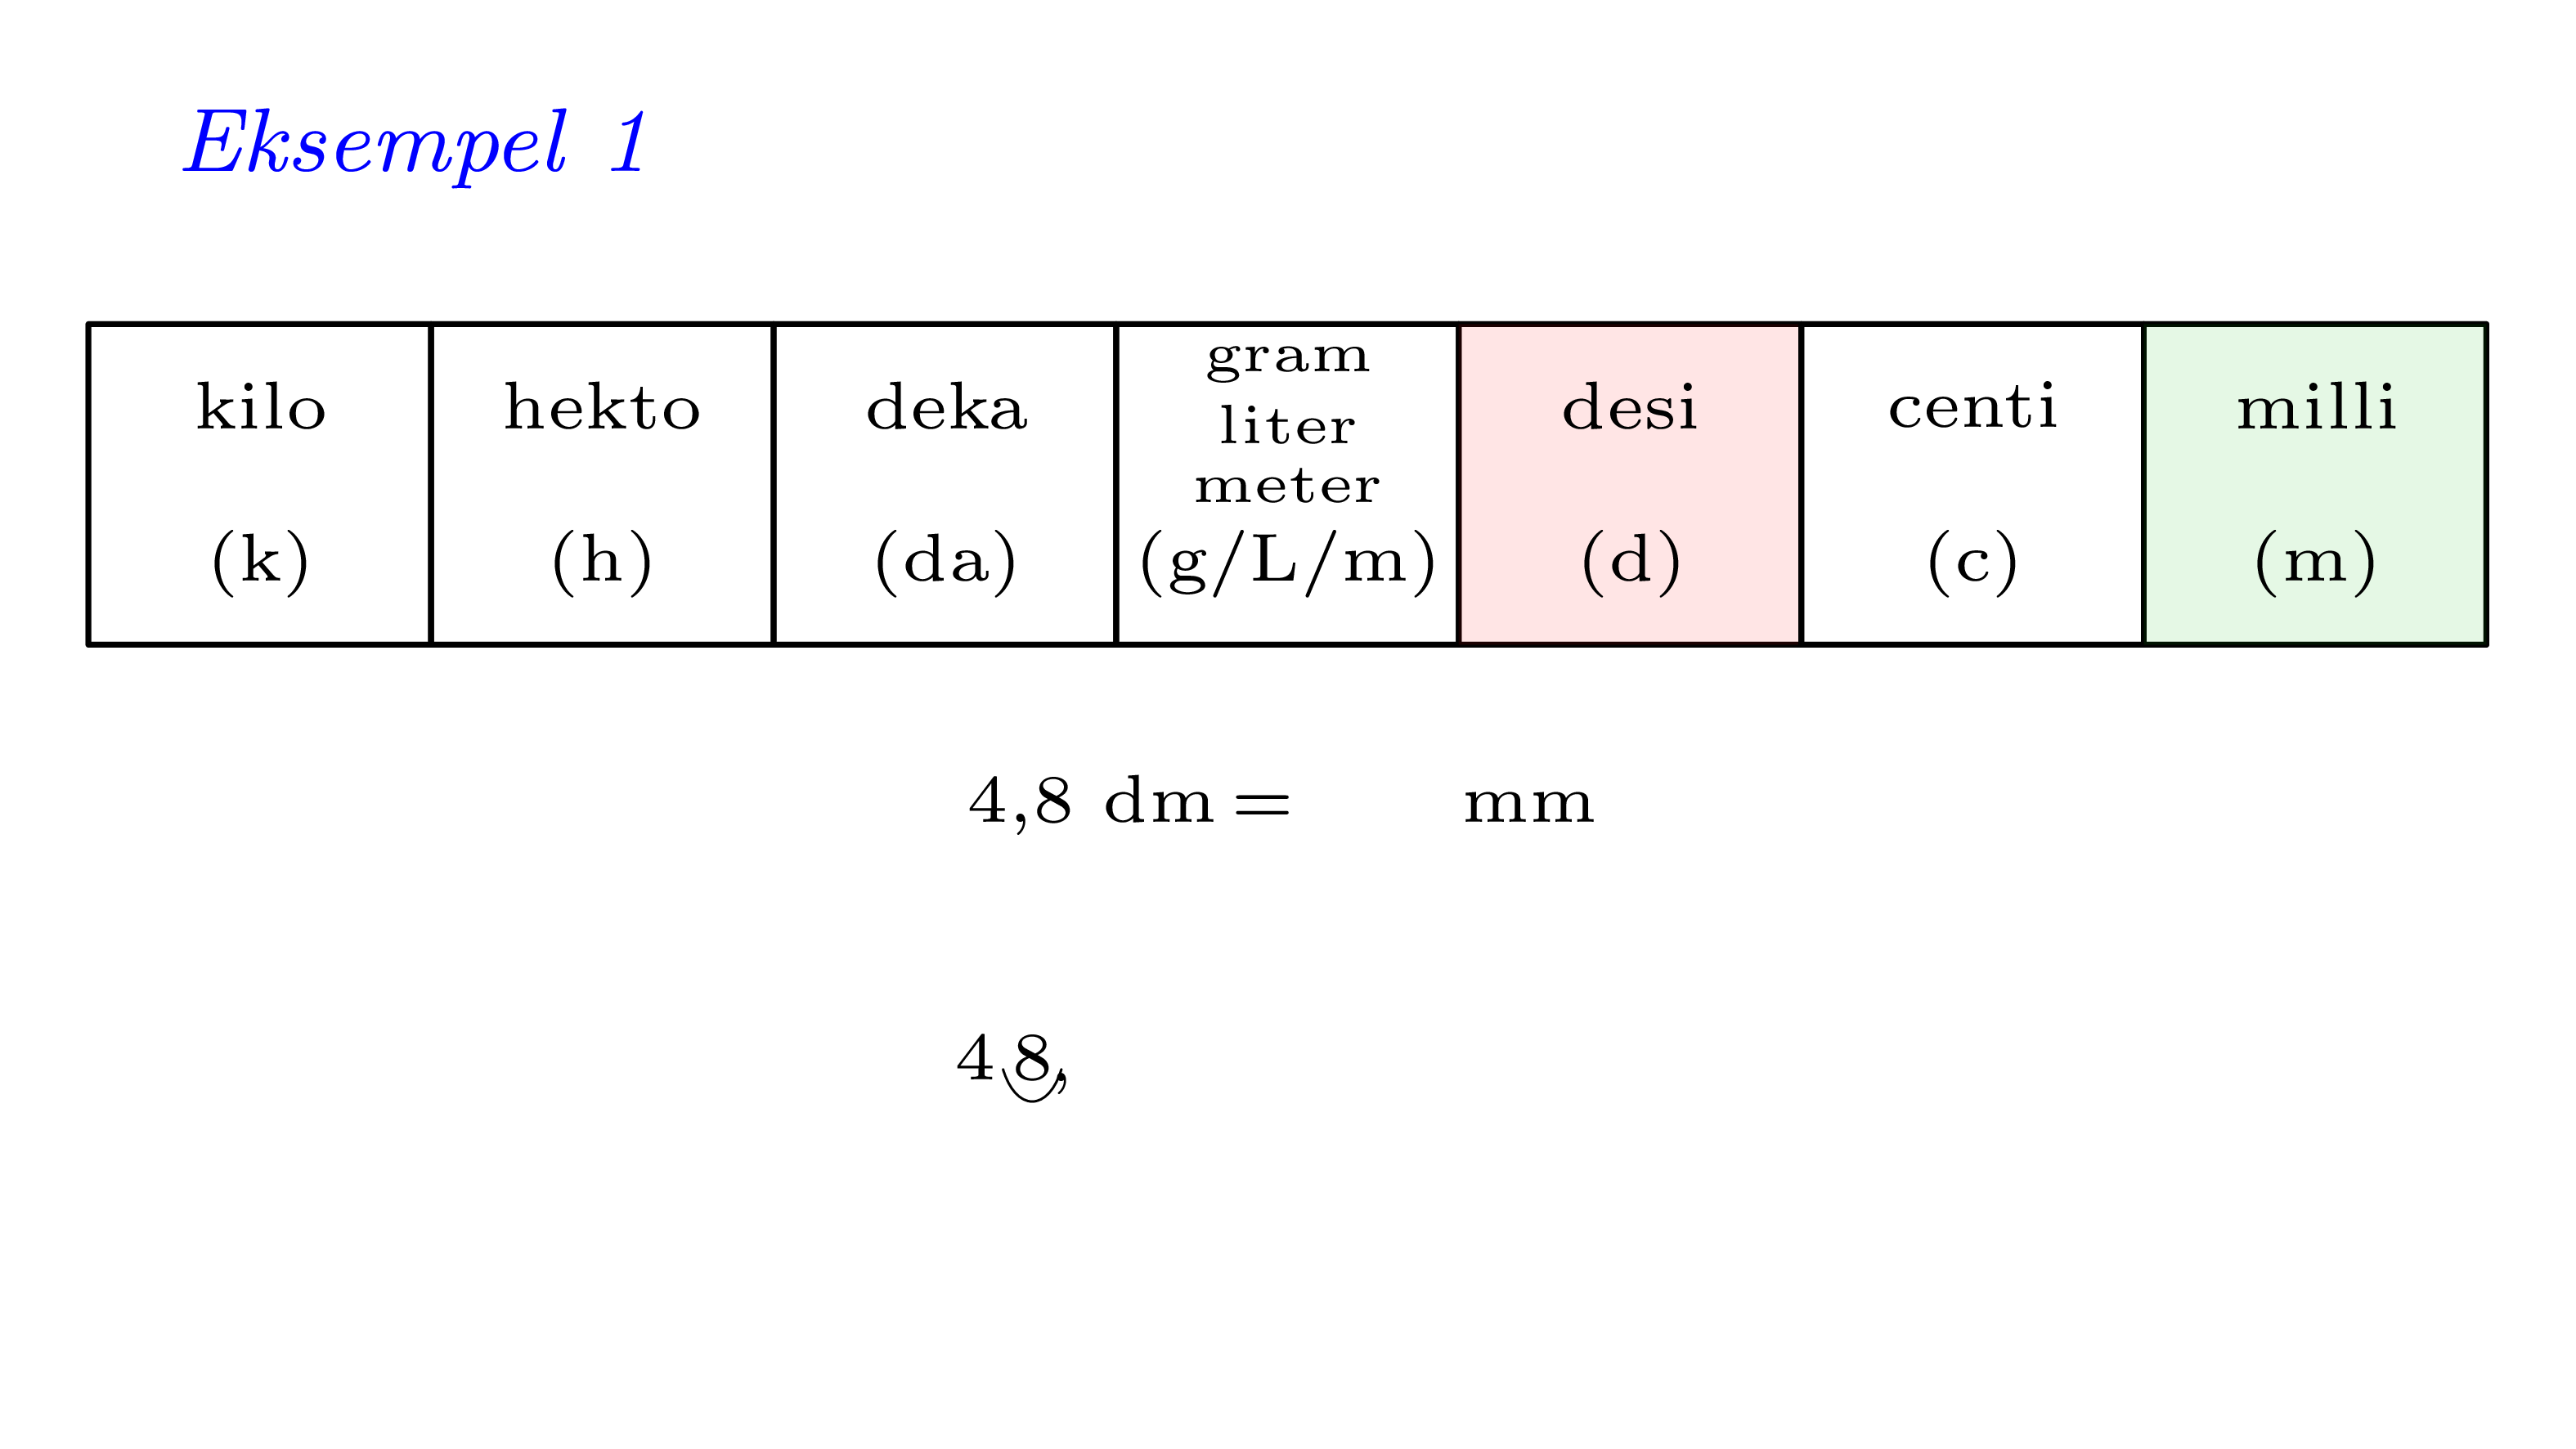 Eksempel 1
kilo
(k)
hekto
(h)
deka
(da)
gram
liter
meter
(g/L/m)
desi
(d)
centi
(c)
milli
(m)
4,8 dm = mm
48,